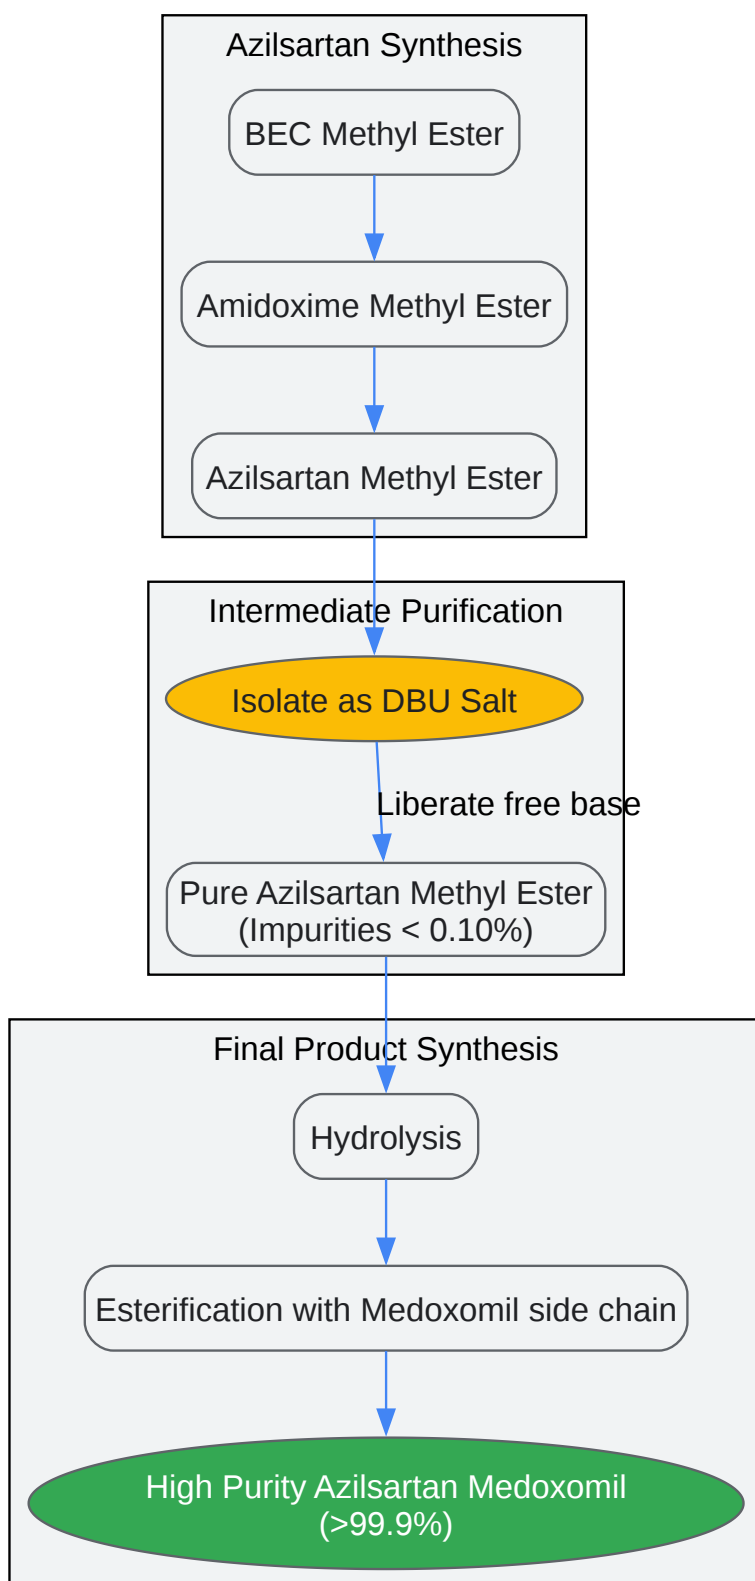 Azilsartan Synthesis
BEC Methyl Ester
Amidoxime Methyl Ester
Azilsartan Methyl Ester
Intermediate Purification
Isolate as DBU Salt
Liberate free base
Pure Azilsartan Methyl Ester
(Impurities < 0.10%)
Final Product Synthesis
Hydrolysis
Esterification with Medoxomil side chain
High Purity Azilsartan Medoxomil
(>99.9%)